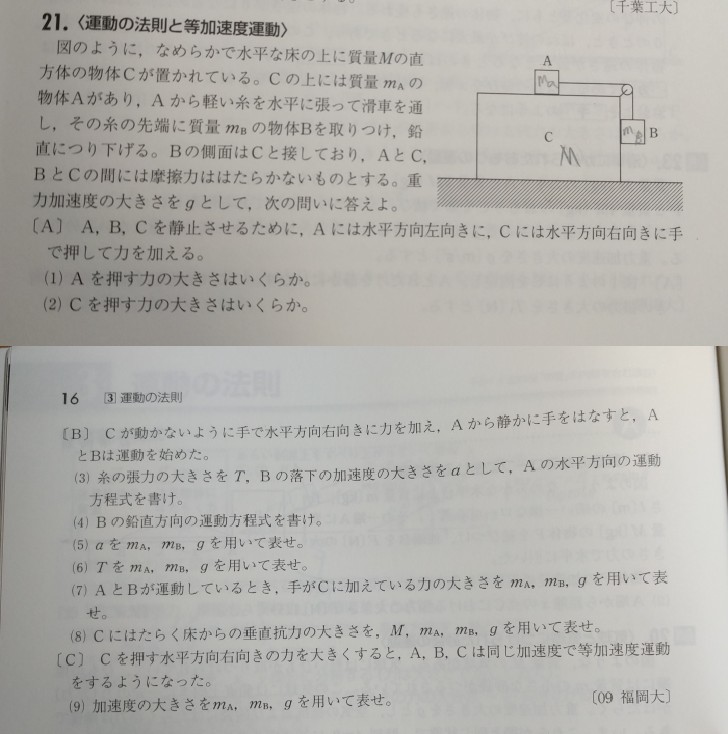 〔千葉工大〕
21.〈運動の法則と等加速度運動〉
図のように，なめらかで水平な床の上に質量Mの直
方体の物体Cが置かれている。Cの上には質量 mA の
物体Aがあり，Aから軽い糸を水平に張って滑車を通
し，その糸の先端に質量 mB の物体Bを取りつけ，鉛
直につり下げる。Bの側面はCと接しており，AとC,
BとCの間には摩擦力ははたらかないものとする。重
力加速度の大きさをgとして，次の問いに答えよ。
A
mA
B
mB
C
M
〔A〕 A，B，Cを静止させるために，Aには水平方向左向きに，Cには水平方向右向きに手
で押して力を加える。
(1) Aを押す力の大きさはいくらか。
(2) Cを押す力の大きさはいくらか。
16 3 運動の法則
〔B〕 Cが動かないように手で水平方向右向きに力を加え，Aから静かに手をはなすと，A
とBは運動を始めた。
(3) 糸の張力の大きさを T，Bの落下の加速度の大きさをaとして，Aの水平方向の運動
方程式を書け。
(4) Bの鉛直方向の運動方程式を書け。
(5) aを mA，mB，gを用いて表せ。
(6) Tを mA，mB，gを用いて表せ。
(7) AとBが運動しているとき，手がCに加えている力の大きさを mA，mB，gを用いて表
せ。
(8) Cにはたらく床からの垂直抗力の大きさを，M，mA，mB，gを用いて表せ。
〔C〕 Cを押す水平方向右向きの力を大きくすると，A，B，Cは同じ加速度で等加速度運動
をするようになった。
(9) 加速度の大きさをmA，mB，gを用いて表せ。
〔09 福岡大〕